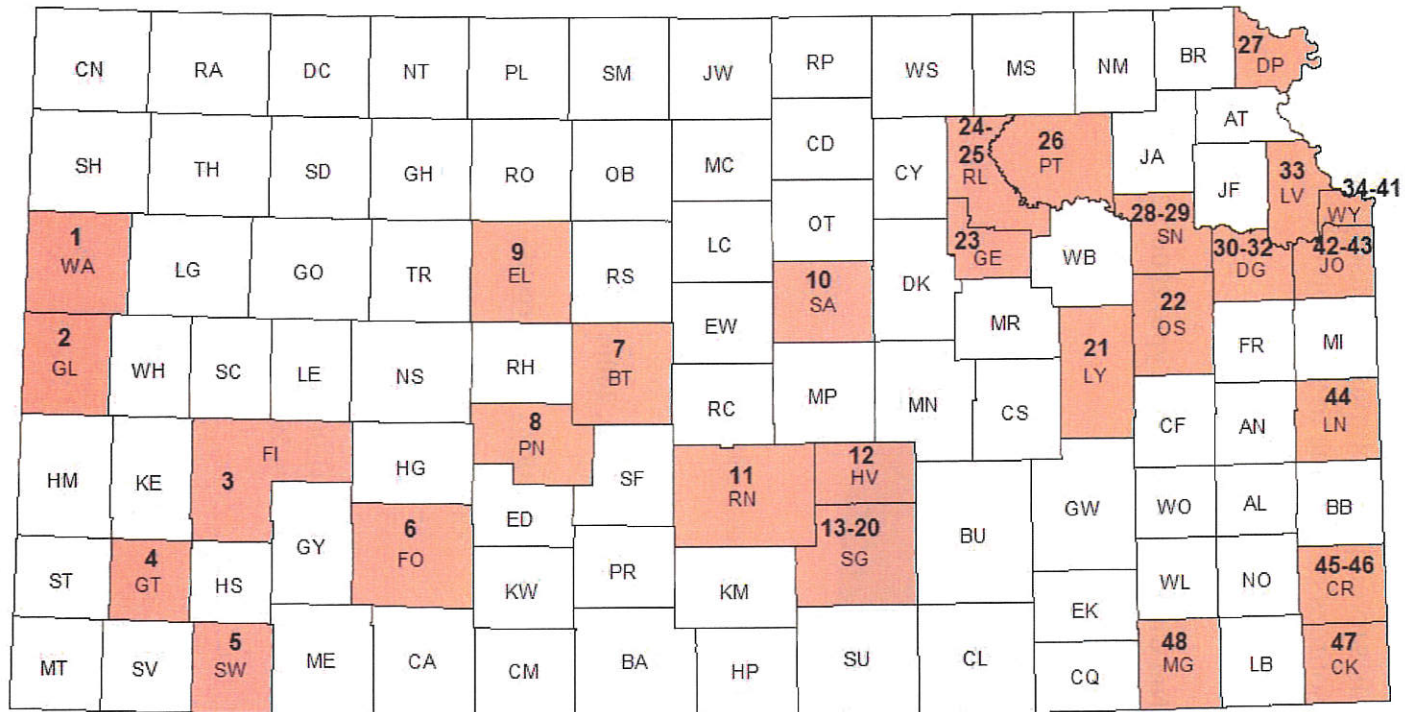 CN RA DC NT PL SM JW RP WS MS NM BR 27 DP
SH TH SD GH RO OB MC CD CY 24-
25
RL 26
PT JA AT
JF 33
LV 34-41
WY
1
WA LG GO TR 9
EL RS LC OT DK 23 GE WB 28-29
SN 30-32
DG 42-43
JO
10
SA
2
GL WH SC LE NS RH 7
BT EW MR 21
LY 22
OS FR MI
8
PN RC MP MN CS CF AN 44
LN
HM KE 3 FI HG SF 11
RN 12
HV GW WO AL BB
GY 6
FO ED 13-20
SG BU
ST 4
GT HS KW PR KM EK WL NO 45-46
CR
MT SV 5
SW ME CA CM BA HP SU CL CQ 48
MG LB 47
CK